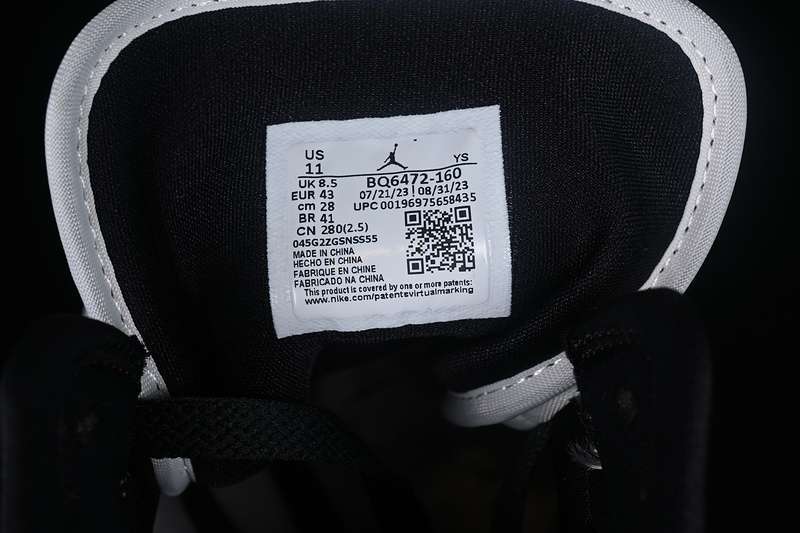 US
11
YS
UK 8.5
EUR 43
cm 28
BR 41
CN 280(2.5)
BQ6472-160
07/21/23 | 08/31/23
UPC 00196975658435
045G2ZGSNSS55
MADE IN CHINA
HECHO EN CHINA
FABRIQUE EN CHINE
FABRICADO NA CHINA
This product is covered by one or more patents:
www.nike.com/patentsvirtualmarking